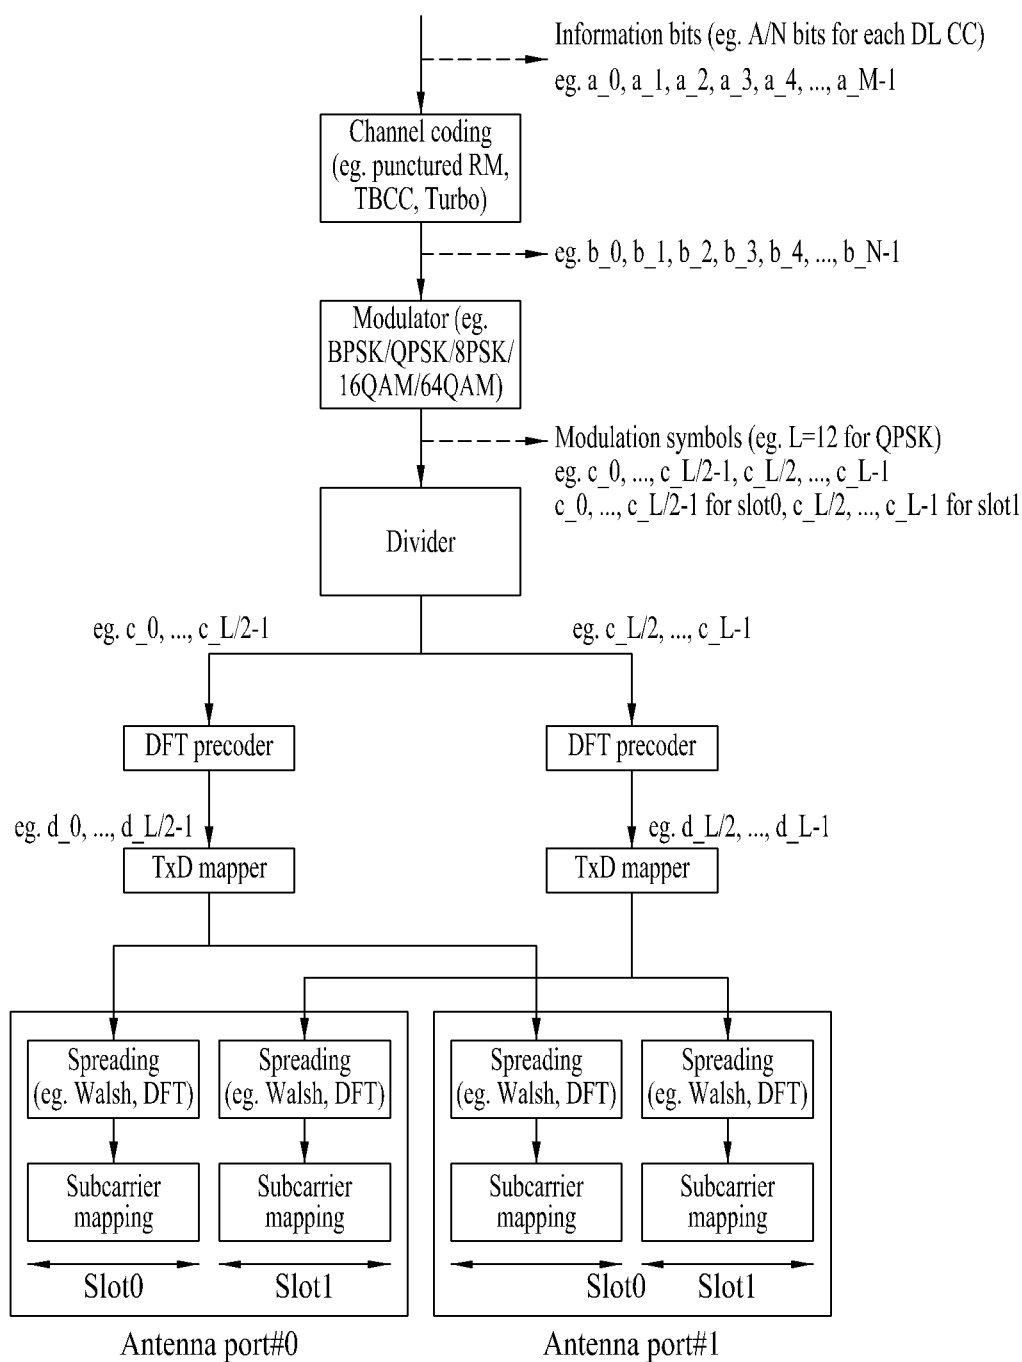 Information bits (eg. A/N bits for each DL CC)
eg. a_0, a_1, a_2, a_3, a_4, ..., a_M-1
Channel coding
(eg. punctured RM,
TBCC, Turbo)
eg. b_0, b_1, b_2, b_3, b_4, ..., b_N-1
Modulator (eg.
BPSK/QPSK/8PSK/
16QAM/64QAM)
Modulation symbols (eg. L=12 for QPSK)
eg. c_0, ..., c_L/2-1, c_L/2, ..., c_L-1
c_0, ..., c_L/2-1 for slot0, c_L/2, ..., c_L-1 for slot1
Divider
eg. c_0, ..., c_L/2-1
eg. c_L/2, ..., c_L-1
DFT precoder
DFT precoder
eg. d_0, ..., d_L/2-1
eg. d_L/2, ..., d_L-1
TxD mapper
TxD mapper
Spreading
(eg. Walsh, DFT)
Spreading
(eg. Walsh, DFT)
Spreading
(eg. Walsh, DFT)
Spreading
(eg. Walsh, DFT)
Subcarrier
mapping
Subcarrier
mapping
Subcarrier
mapping
Subcarrier
mapping
Slot0
Slot1
Slot0
Slot1
Antenna port#0
Antenna port#1